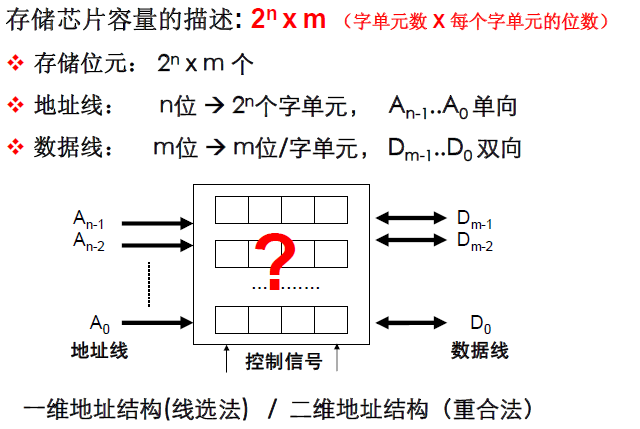 存储芯片容量的描述: 2ⁿ x m （字单元数 X 每个字单元的位数）
❖ 存储位元： 2ⁿ x m 个
❖ 地址线： n位 → 2ⁿ个字单元， Aₙ₋₁..A₀ 单向
❖ 数据线： m位 → m位/字单元， Dₘ₋₁..D₀ 双向
Aₙ₋₁ Dₘ₋₁
Aₙ₋₂ Dₘ₋₂
?
…………
A₀ D₀
地址线 控制信号 数据线
一维地址结构(线选法) / 二维地址结构（重合法）